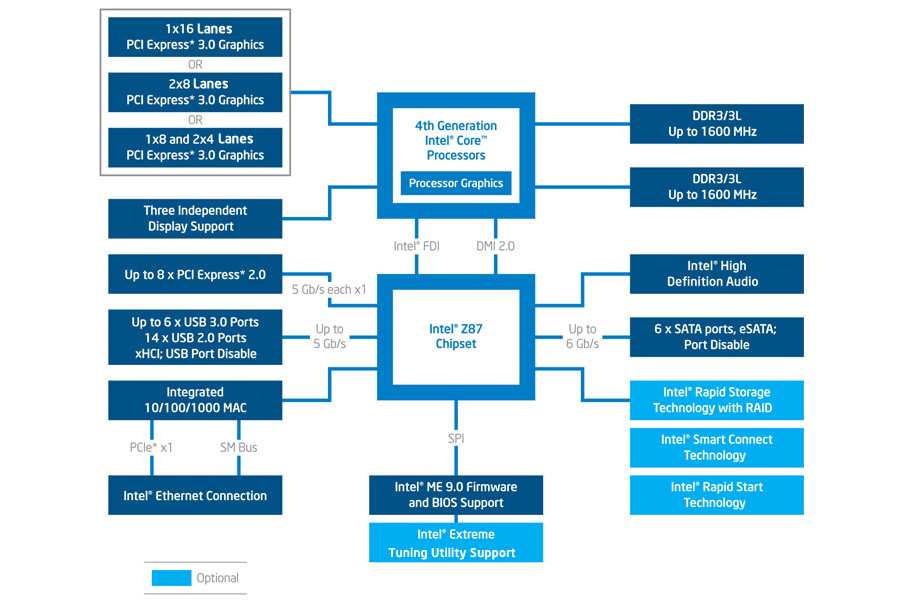 1x16 Lanes
PCI Express* 3.0 Graphics
OR
2x8 Lanes
PCI Express* 3.0 Graphics
OR
1x8 and 2x4 Lanes
PCI Express* 3.0 Graphics
Three Independent
Display Support
Up to 8 x PCI Express* 2.0
5 Gb/s each x1
Up to 6 x USB 3.0 Ports
14 x USB 2.0 Ports
xHCI; USB Port Disable
Up to
5 Gb/s
Integrated
10/100/1000 MAC
PCIe* x1
SM Bus
Intel® Ethernet Connection
4th Generation
Intel® Core™
Processors
Processor Graphics
Intel® FDI
DMI 2.0
Intel® Z87
Chipset
SPI
Intel® ME 9.0 Firmware
and BIOS Support
Intel® Extreme
Tuning Utility Support
DDR3/3L
Up to 1600 MHz
DDR3/3L
Up to 1600 MHz
Intel® High
Definition Audio
Up to
6 Gb/s
6 x SATA ports, eSATA;
Port Disable
Intel® Rapid Storage
Technology with RAID
Intel® Smart Connect
Technology
Intel® Rapid Start
Technology
Optional